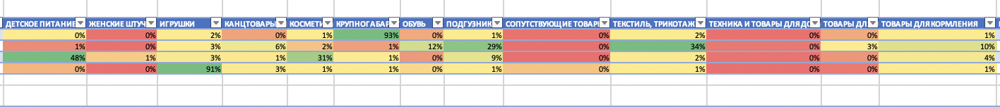 ДЕТСКОЕ ПИТАНИЕ ЖЕНСКИЕ ШТУЧ ИГРУШКИ КАНЦТОВАРЫ КОСМЕТИ КРУПНОГАБАР ОБУВЬ ПОДГУЗНИК СОПУТСТВУЮЩИЕ ТОВАР ТЕКСТИЛЬ, ТРИКОТАЖ ТЕХНИКА И ТОВАРЫ ДЛЯ ДО ТОВАРЫ ДЛ ТОВАРЫ ДЛЯ КОРМЛЕНИЯ
0% 0% 2% 0% 1% 93% 0% 1% 0% 2% 0% 0% 1%
1% 0% 3% 6% 2% 1% 12% 29% 0% 34% 0% 3% 10%
48% 1% 3% 1% 31% 1% 0% 9% 0% 2% 0% 0% 4%
0% 0% 91% 3% 1% 1% 0% 1% 0% 1% 0% 0% 1%